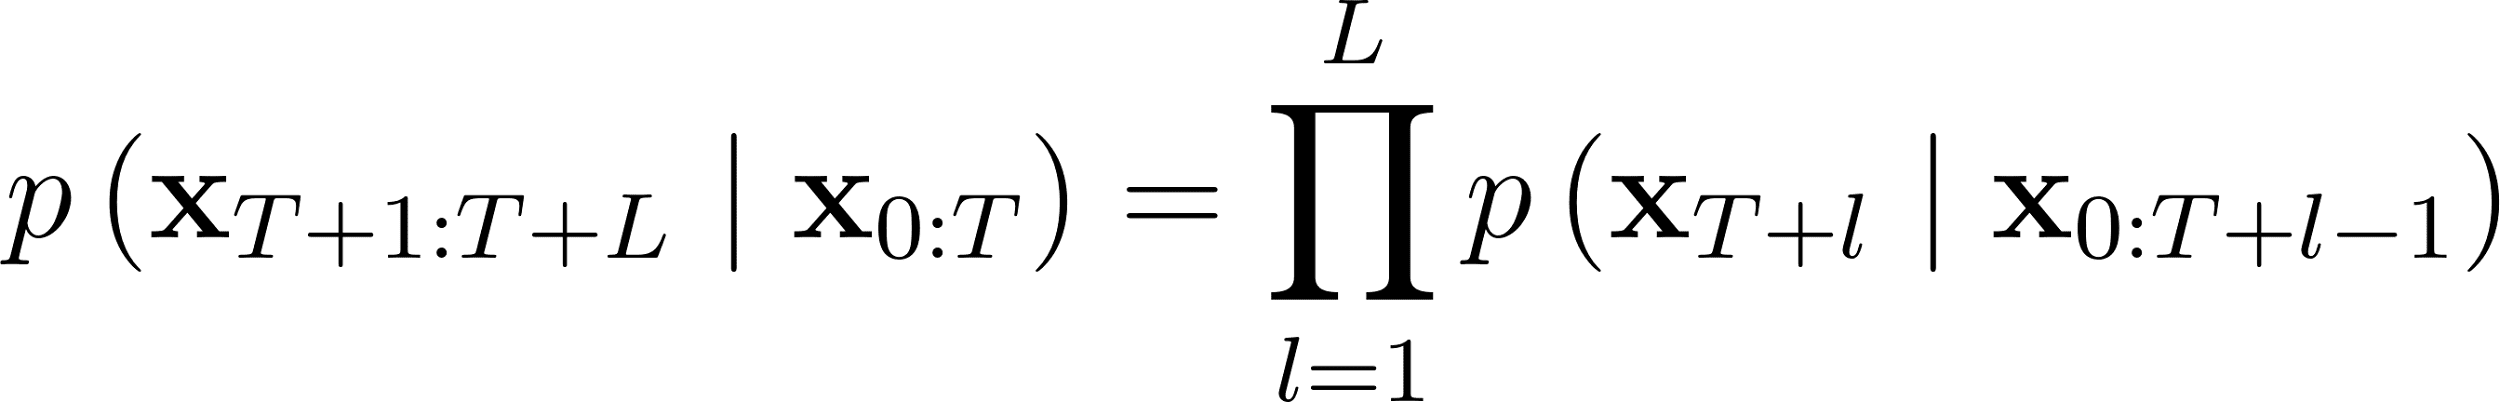 p (x_{T+1:T+L} | x_{0:T}) = ∏_{l=1}^{L} p (x_{T+l} | x_{0:T+l−1})